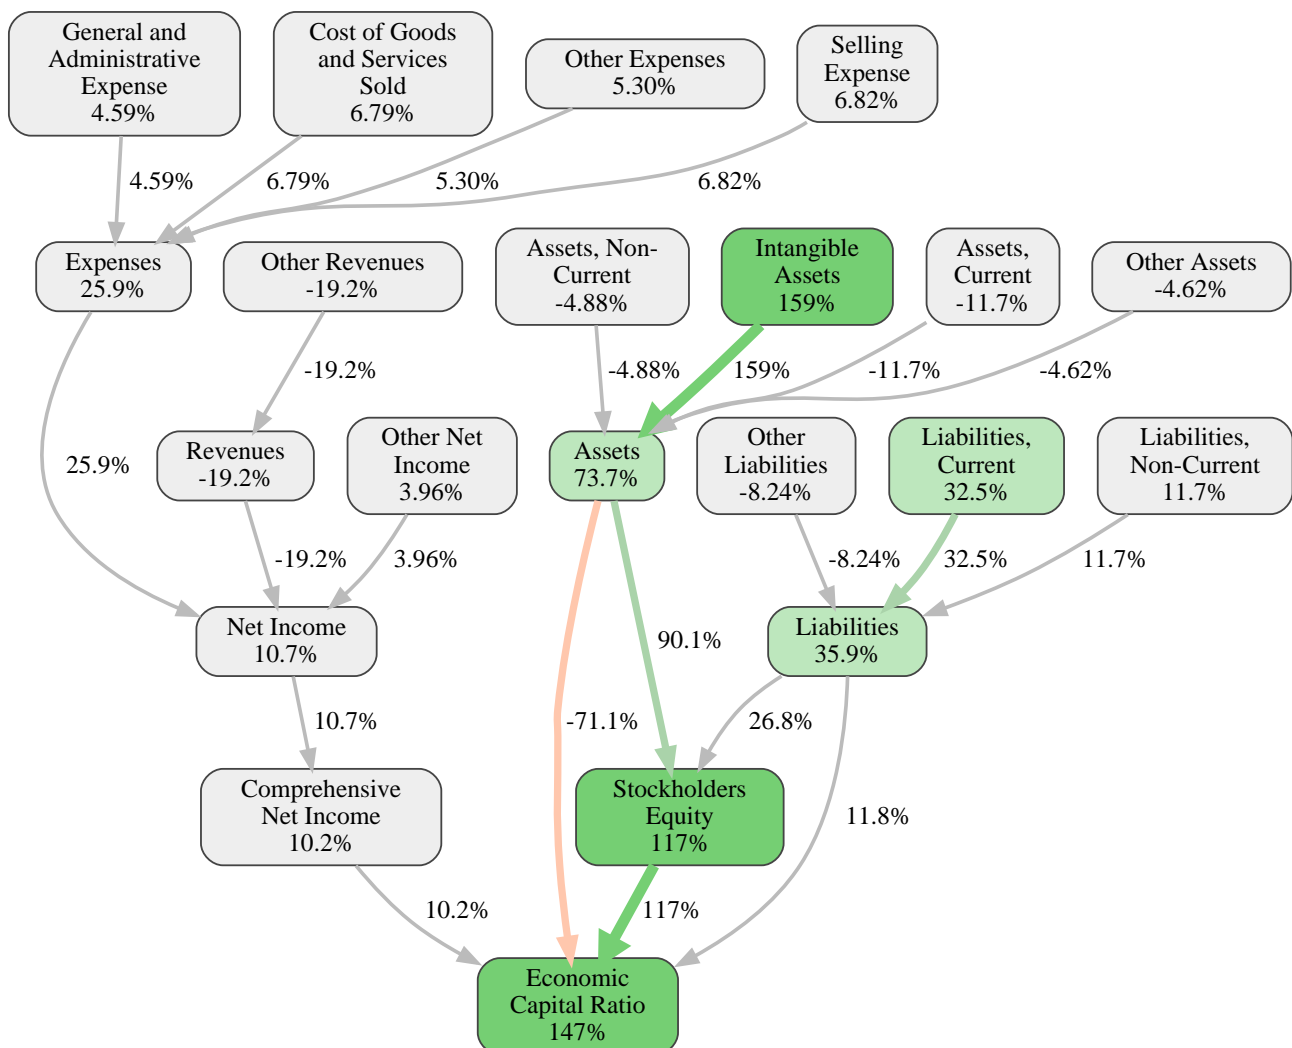 General and
Administrative
Expense
4.59%
Cost of Goods
and Services
Sold
6.79%
Other Expenses
5.30%
Selling
Expense
6.82%
4.59%
6.79%
5.30%
6.82%
Expenses
25.9%
Other Revenues
-19.2%
Assets, Non-
Current
-4.88%
Intangible
Assets
159%
Assets,
Current
-11.7%
Other Assets
-4.62%
-19.2%
-4.88%
159%
-11.7%
-4.62%
25.9%
Revenues
-19.2%
Other Net
Income
3.96%
Assets
73.7%
Other
Liabilities
-8.24%
Liabilities,
Current
32.5%
Liabilities,
Non-Current
11.7%
-19.2%
3.96%
-8.24%
32.5%
11.7%
Net Income
10.7%
90.1%
Liabilities
35.9%
10.7%
-71.1%
26.8%
Comprehensive
Net Income
10.2%
Stockholders
Equity
117%
11.8%
10.2%
117%
Economic
Capital Ratio
147%